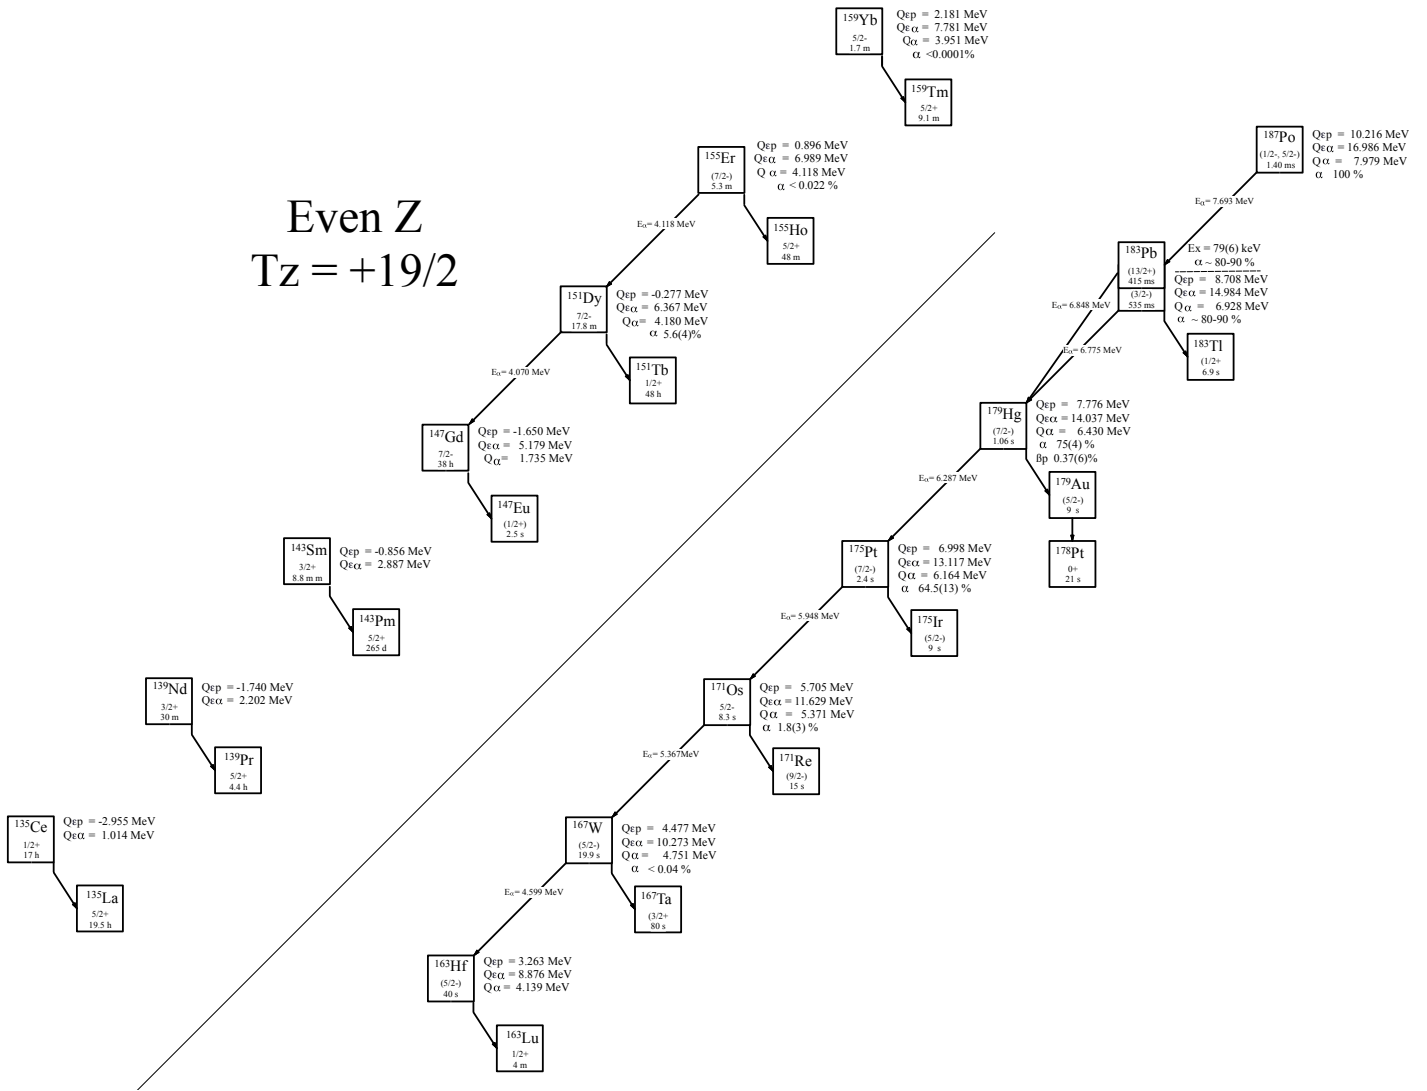 159Yb
5/2-
1.7 m
Qεp = 2.181 MeV
Qεα = 7.781 MeV
Qα = 3.951 MeV
α <0.0001%
159Tm
5/2+
9.1 m
187Po
(1/2-, 5/2-)
1.40 ms
Qεp = 10.216 MeV
Qεα = 16.986 MeV
Qα = 7.979 MeV
α 100 %
Eα= 7.693 MeV
155Er
(7/2-)
5.3 m
Qεp = 0.896 MeV
Qεα = 6.989 MeV
Q α = 4.118 MeV
α < 0.022 %
Eα= 4.118 MeV
155Ho
5/2+
48 m
Even Z
Tz = +19/2
183Pb
(13/2+)
415 ms
(3/2-)
535 ms
Ex = 79(6) keV
α ~ 80-90 %
Qεp = 8.708 MeV
Qεα = 14.984 MeV
Qα = 6.928 MeV
α ~ 80-90 %
Eα= 6.848 MeV
Eα= 6.775 MeV
183Tl
(1/2+
6.9 s
151Dy
7/2-
17.8 m
Qεp = -0.277 MeV
Qεα = 6.367 MeV
Qα= 4.180 MeV
α 5.6(4)%
Eα= 4.070 MeV
151Tb
1/2+
48 h
179Hg
(7/2-)
1.06 s
Qεp = 7.776 MeV
Qεα = 14.037 MeV
Qα = 6.430 MeV
α 75(4) %
βp 0.37(6)%
Eα= 6.287 MeV
179Au
(5/2-)
9 s
178Pt
0+
21 s
147Gd
7/2-
38 h
Qεp = -1.650 MeV
Qεα = 5.179 MeV
Qα= 1.735 MeV
147Eu
(1/2+)
2.5 s
143Sm
3/2+
8.8 m m
Qεp = -0.856 MeV
Qεα = 2.887 MeV
143Pm
5/2+
265 d
175Pt
(7/2-)
2.4 s
Qεp = 6.998 MeV
Qεα = 13.117 MeV
Qα = 6.164 MeV
α 64.5(13) %
Eα= 5.948 MeV
175Ir
(5/2-)
9 s
139Nd
3/2+
30 m
Qεp = -1.740 MeV
Qεα = 2.202 MeV
139Pr
5/2+
4.4 h
171Os
5/2-
8.3 s
Qεp = 5.705 MeV
Qεα = 11.629 MeV
Qα = 5.371 MeV
α 1.8(3) %
Eα= 5.367MeV
171Re
(9/2-)
15 s
135Ce
1/2+
17 h
Qεp = -2.955 MeV
Qεα = 1.014 MeV
135La
5/2+
19.5 h
167W
(5/2-)
19.9 s
Qεp = 4.477 MeV
Qεα = 10.273 MeV
Qα = 4.751 MeV
α < 0.04 %
Eα= 4.599 MeV
167Ta
(3/2+
80 s
163Hf
(5/2-)
40 s
Qεp = 3.263 MeV
Qεα = 8.876 MeV
Qα = 4.139 MeV
163Lu
1/2+
4 m